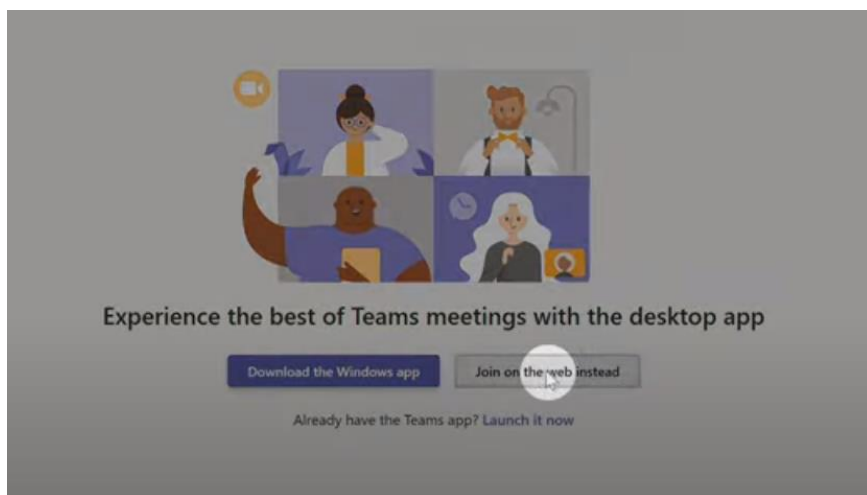 Experience the best of Teams meetings with the desktop app
Download the Windows app
Join on the web instead
Already have the Teams app? Launch it now